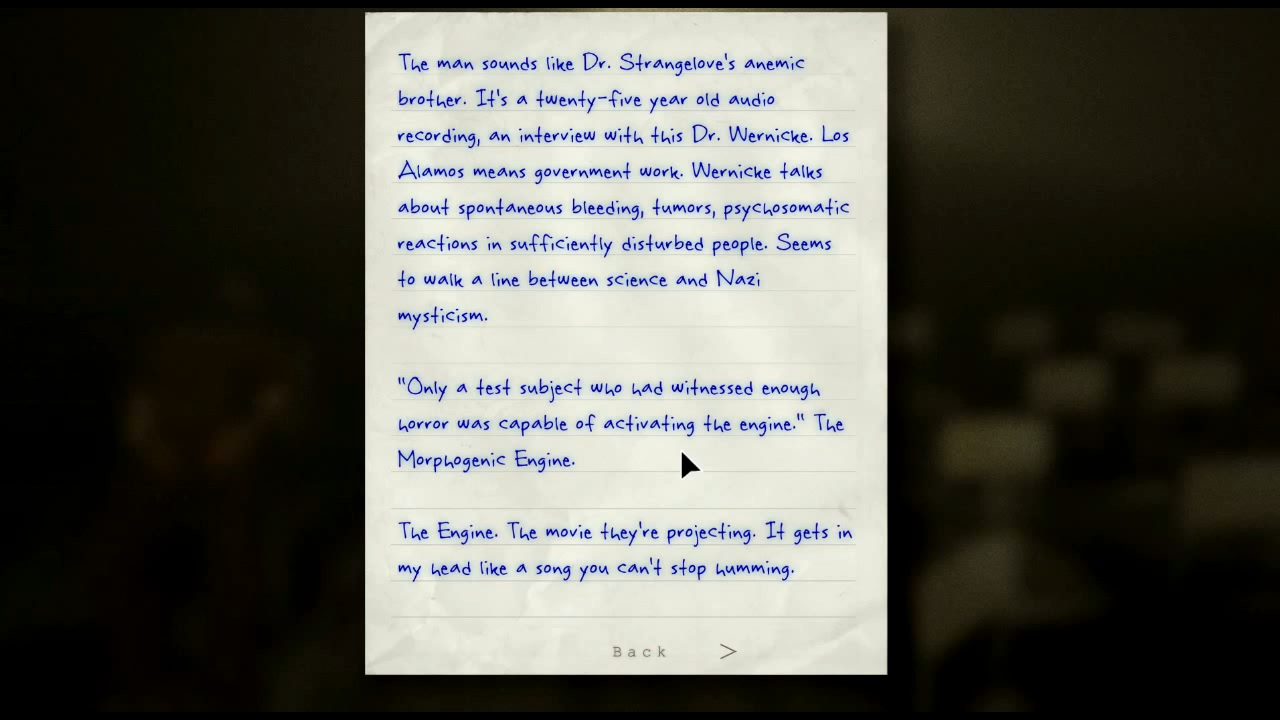 The man sounds like Dr. Strangelove's anemic
brother. It's a twenty-five year old audio
recording, an interview with this Dr. Wernicke. Los
Alamos means government work. Wernicke talks
about spontaneous bleeding, tumors, psychosomatic
reactions in sufficiently disturbed people. Seems
to walk a line between science and Nazi
mysticism.
"Only a test subject who had witnessed enough
horror was capable of activating the engine." The
Morphogenic Engine.
The Engine. The movie they're projecting. It gets in
my head like a song you can't stop humming.
Back >